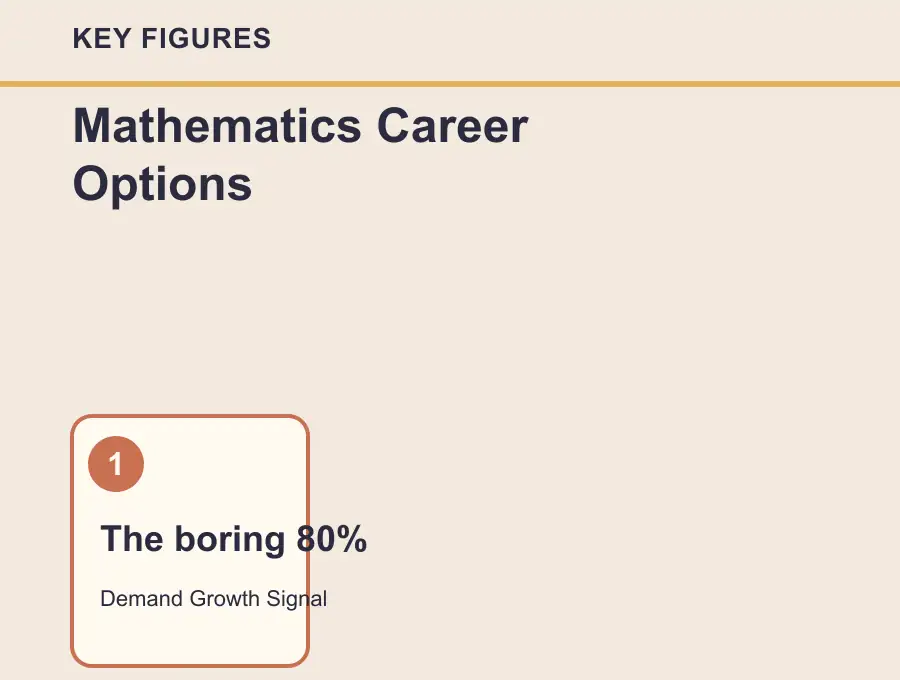 KEY FIGURES
Mathematics Career
Options
1
The boring 80%
Demand Growth Signal